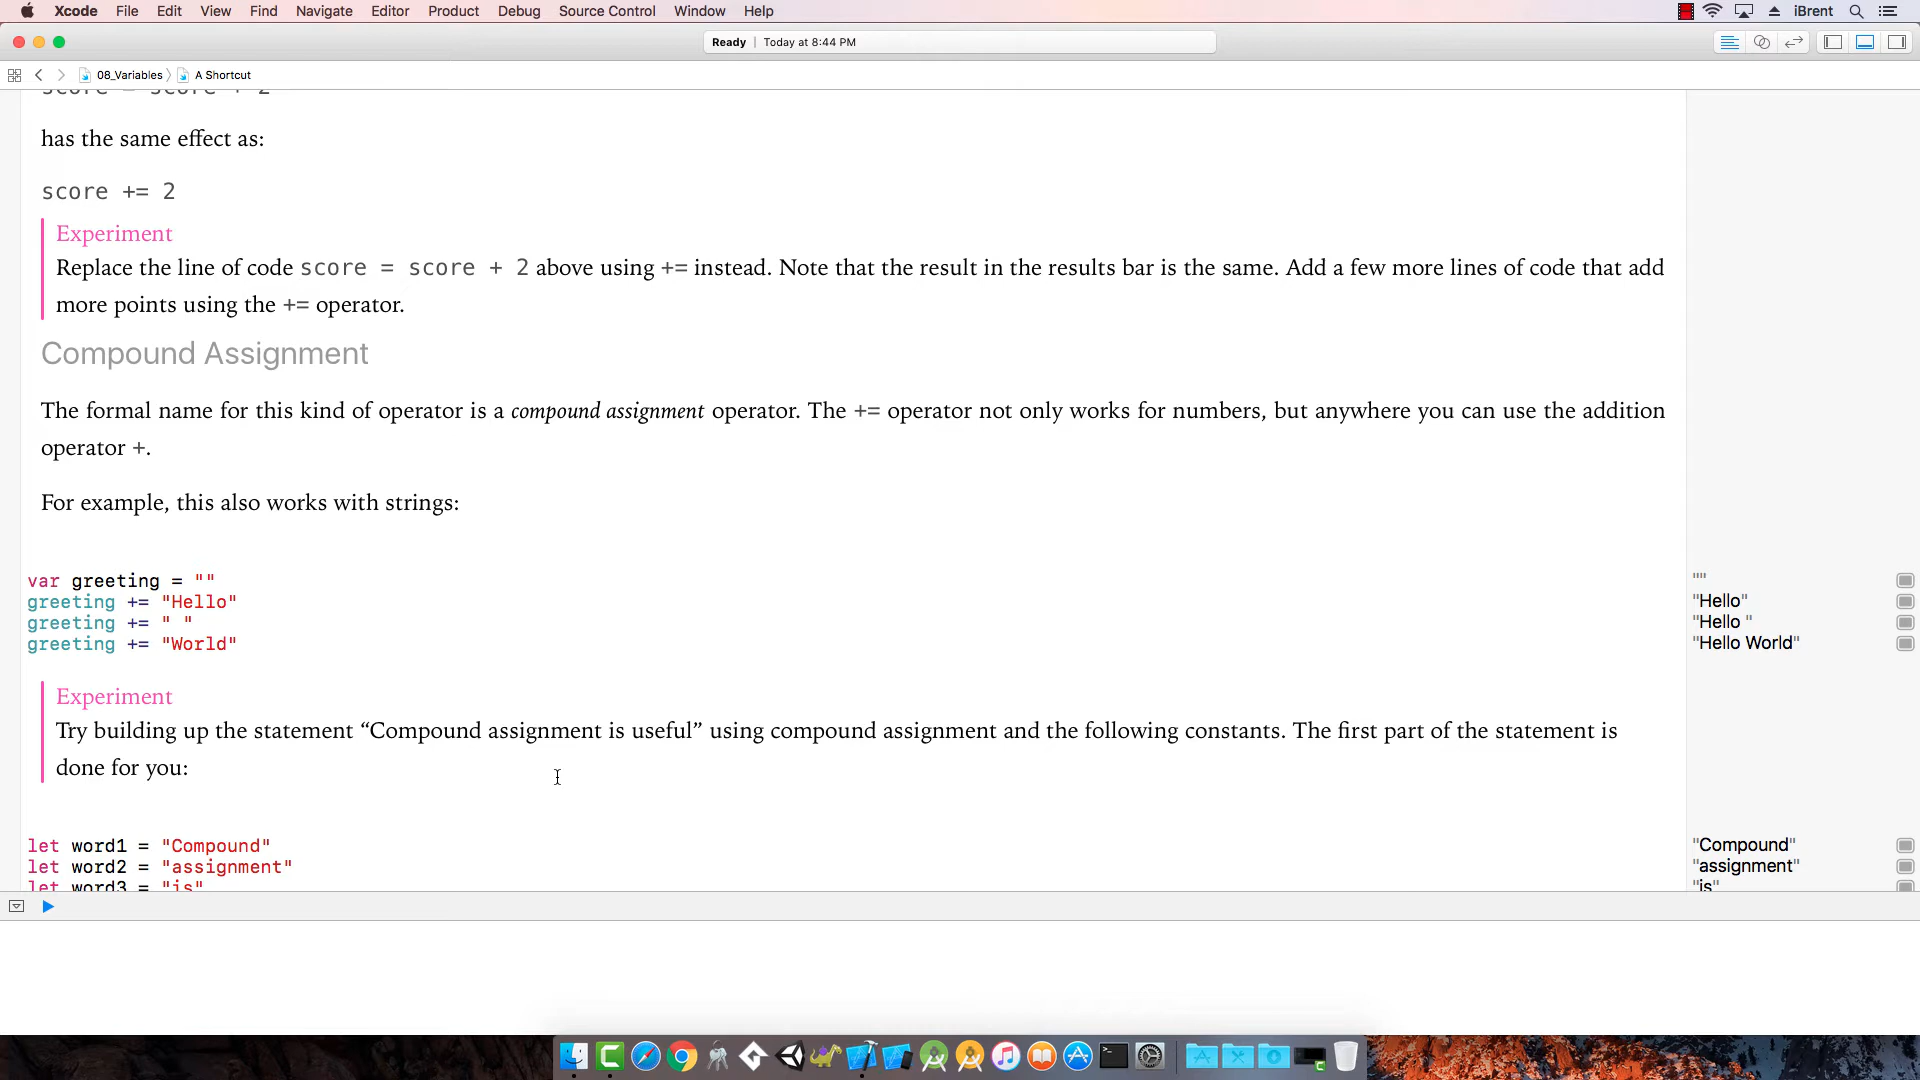 Xcode File Edit View Find Navigate Editor Product Debug Source Control Window Help iBrent
Ready | Today at 8:44 PM
08_Variables A Shortcut
score = score + 2
has the same effect as:
score += 2
Experiment
Replace the line of code score = score + 2 above using += instead. Note that the result in the results bar is the same. Add a few more lines of code that add
more points using the += operator.
Compound Assignment
The formal name for this kind of operator is a compound assignment operator. The += operator not only works for numbers, but anywhere you can use the addition
operator +.
For example, this also works with strings:
var greeting = "" ""
greeting += "Hello" "Hello"
greeting += " " "Hello "
greeting += "World" "Hello World"
Experiment
Try building up the statement “Compound assignment is useful” using compound assignment and the following constants. The first part of the statement is
done for you:
let word1 = "Compound" "Compound"
let word2 = "assignment" "assignment"
let word3 = "is" "is"